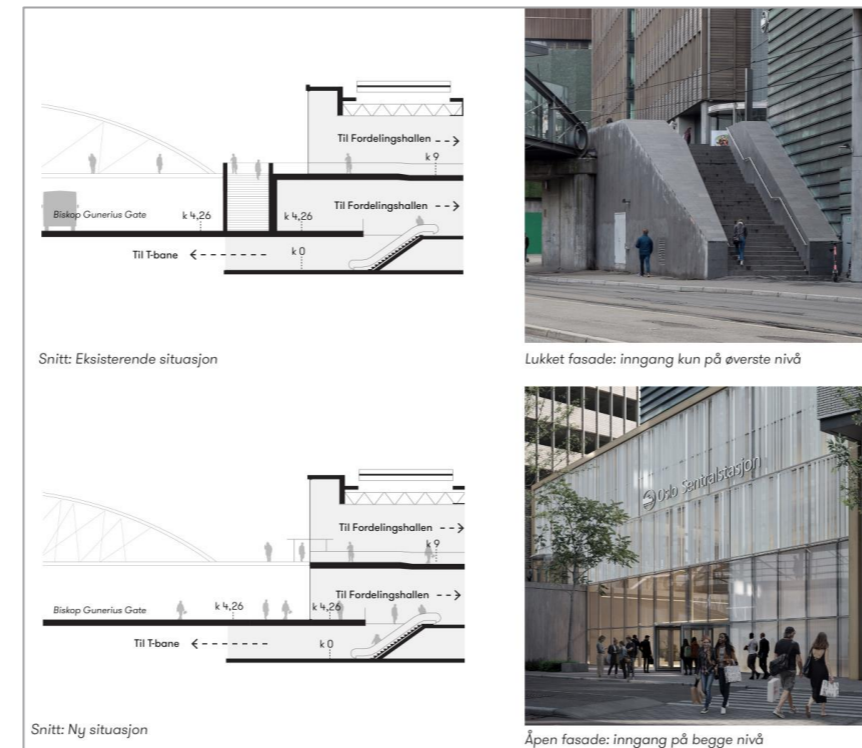 Til Fordelingshallen
k 9
Til Fordelingshallen
Biskop Gunerius Gate
k 4,26
k 4,26
Til T-bane
k 0
Snitt: Eksisterende situasjon
Lukket fasade: inngang kun på øverste nivå
Oslo Sentralstasjon
Til Fordelingshallen
k 9
Til Fordelingshallen
Biskop Gunerius Gate
k 4,26
k 4,26
Til T-bane
k 0
Snitt: Ny situasjon
Åpen fasade: inngang på begge nivå